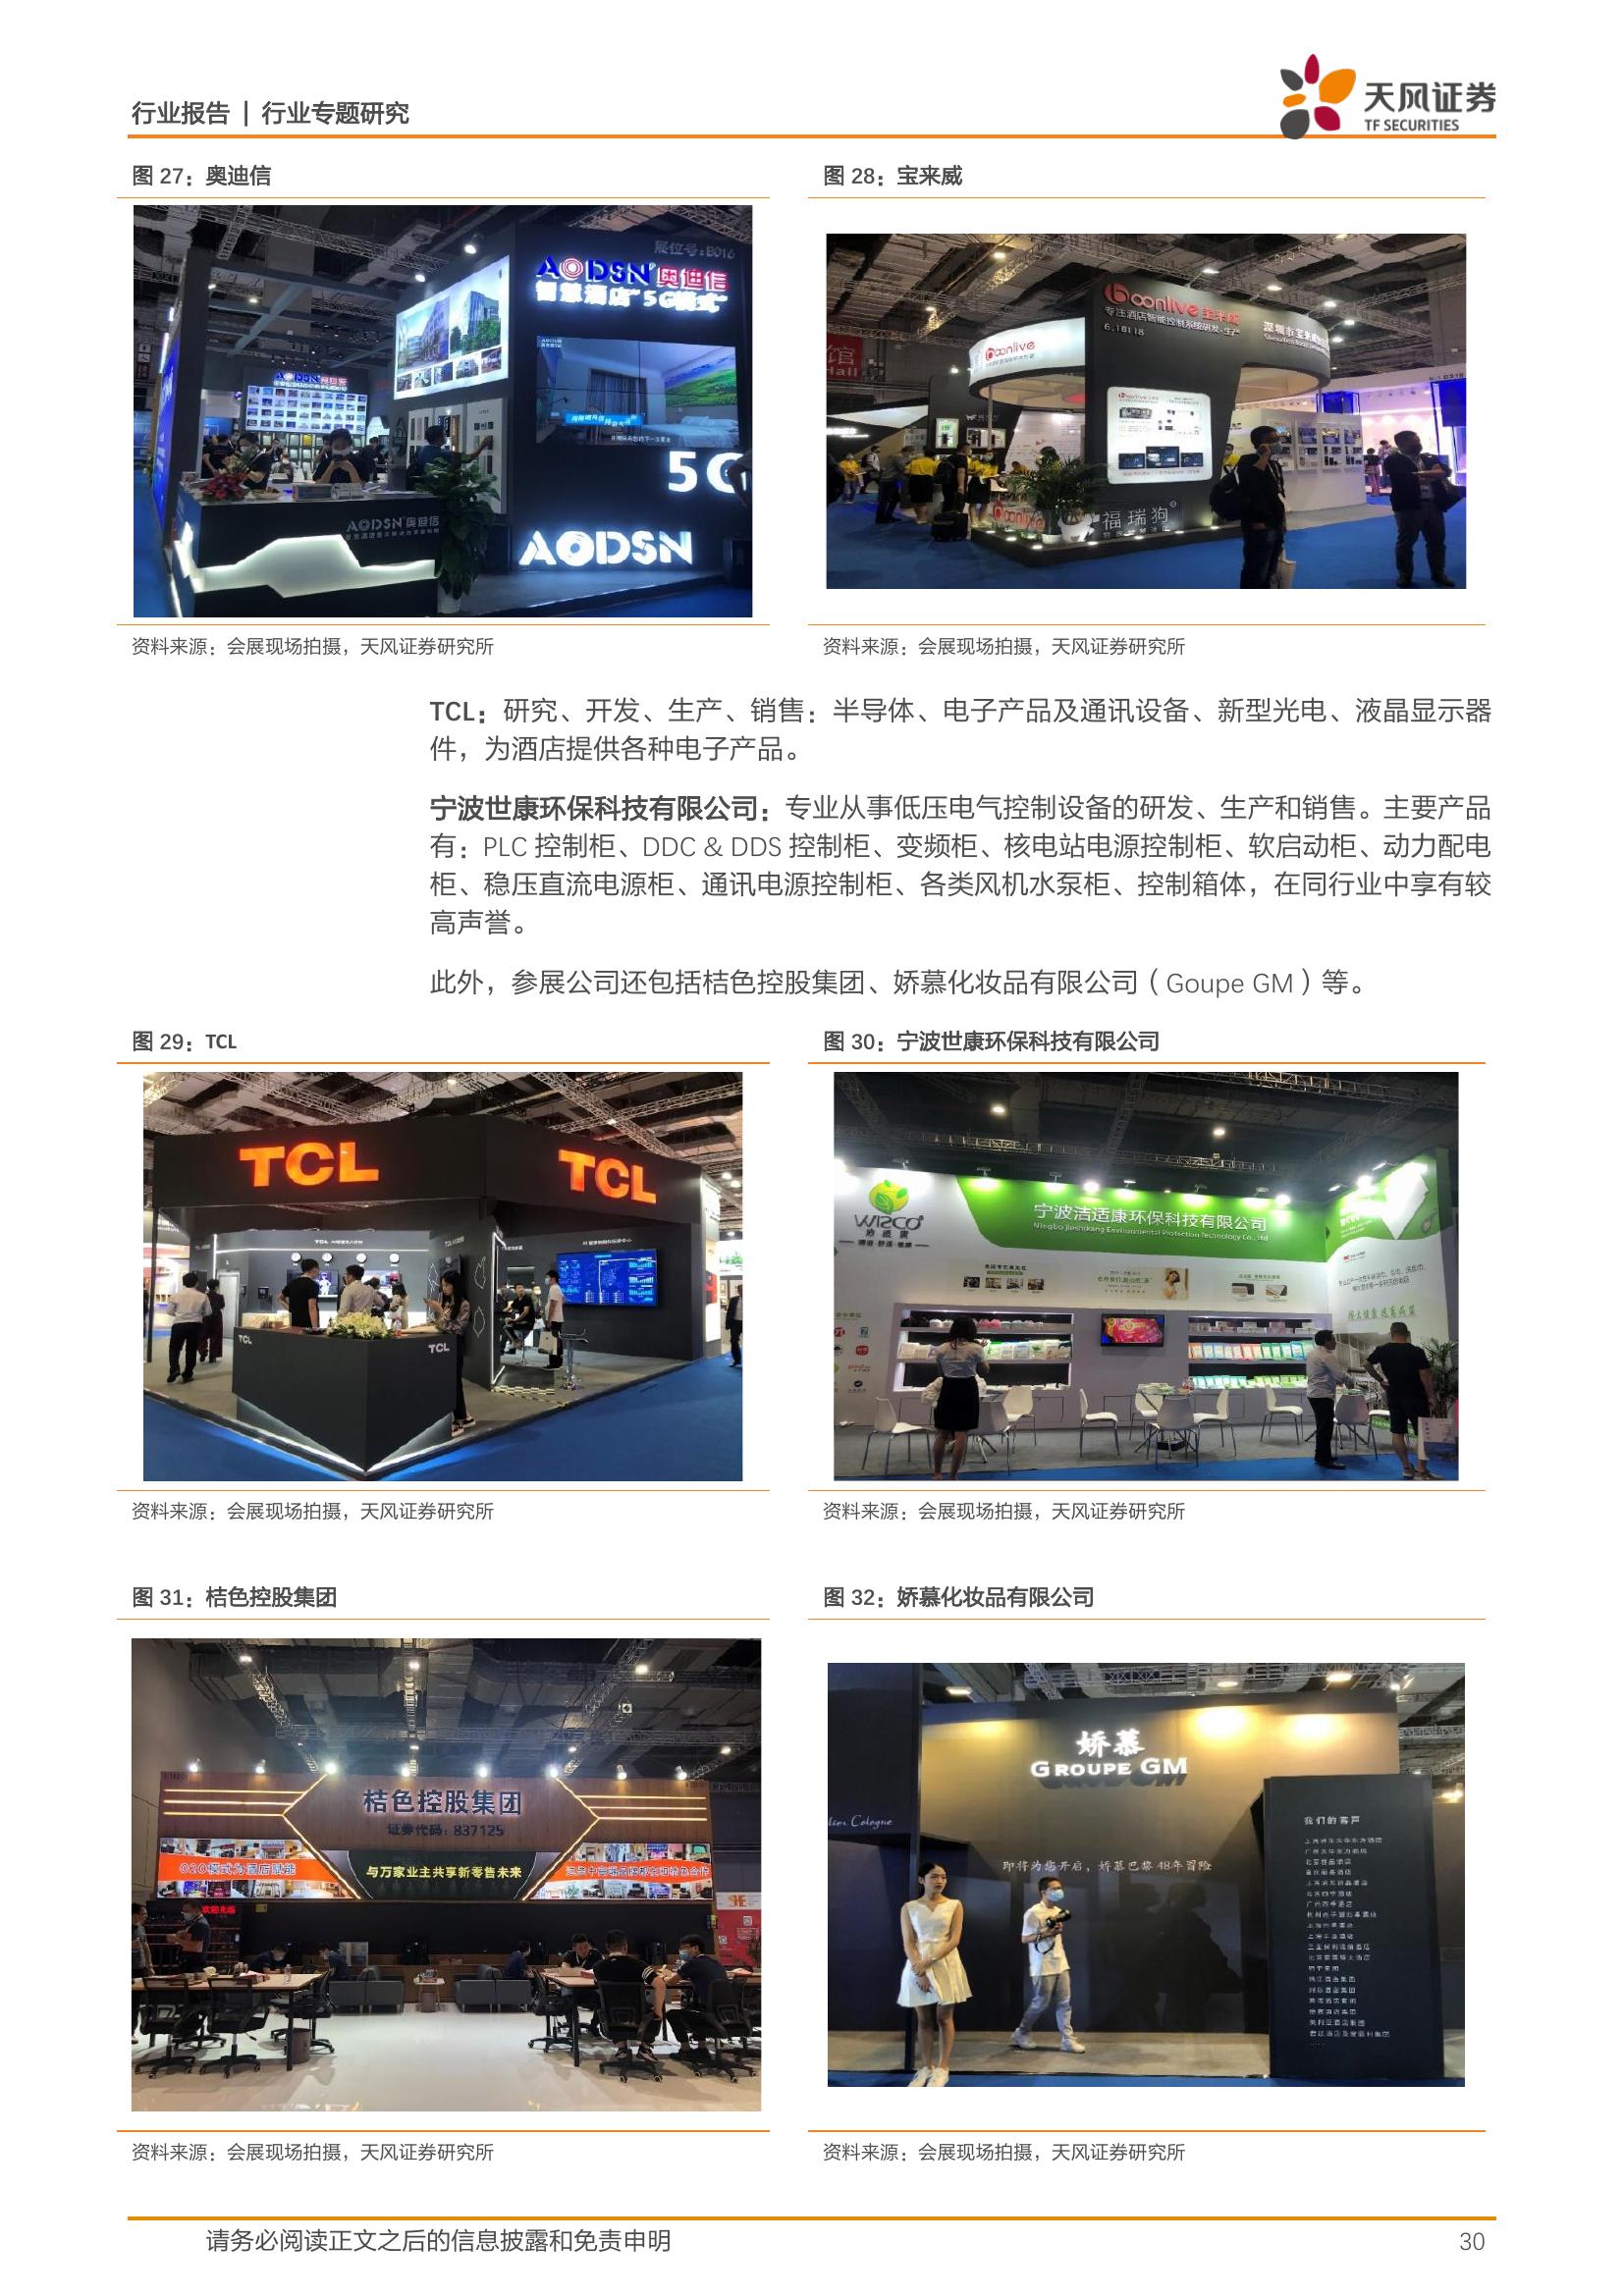 行业报告 | 行业专题研究
天风证券
TF SECURITIES
图 27：奥迪信
图 28：宝来威
展位号:B016
AODSN 奥迪信
智慧酒店"5G模式"
AODSN奥迪信
5G
AODSN奥迪信
AODSN
boonlive 宝来威
专注酒店智能控制系统研发·生产
6.1B118
深圳市宝来威
boonlive
馆
Hall
boonlive
boonlive
福瑞狗
资料来源：会展现场拍摄，天风证券研究所
资料来源：会展现场拍摄，天风证券研究所
TCL：研究、开发、生产、销售：半导体、电子产品及通讯设备、新型光电、液晶显示器
件，为酒店提供各种电子产品。
宁波世康环保科技有限公司：专业从事低压电气控制设备的研发、生产和销售。主要产品
有：PLC 控制柜、DDC & DDS 控制柜、变频柜、核电站电源控制柜、软启动柜、动力配电
柜、稳压直流电源柜、通讯电源控制柜、各类风机水泵柜、控制箱体，在同行业中享有较
高声誉。
此外，参展公司还包括桔色控股集团、娇慕化妆品有限公司（Goupe GM）等。
图 29：TCL
图 30：宁波世康环保科技有限公司
TCL
TCL
TCL
TCL
TCL
WIZCO
宁波洁适康环保科技有限公司
Ningbo Jieshikang Environmental Protection Technology Co., ltd
资料来源：会展现场拍摄，天风证券研究所
资料来源：会展现场拍摄，天风证券研究所
图 31：桔色控股集团
图 32：娇慕化妆品有限公司
桔色控股集团
证券代码：837125
O2O模式为酒店赋能
与万家业主共享新零售未来
欢迎光临
娇慕
GROUPE GM
Cologne
即将为您开启，娇慕巴黎48年冒险
我们的客户
资料来源：会展现场拍摄，天风证券研究所
资料来源：会展现场拍摄，天风证券研究所
请务必阅读正文之后的信息披露和免责申明
30